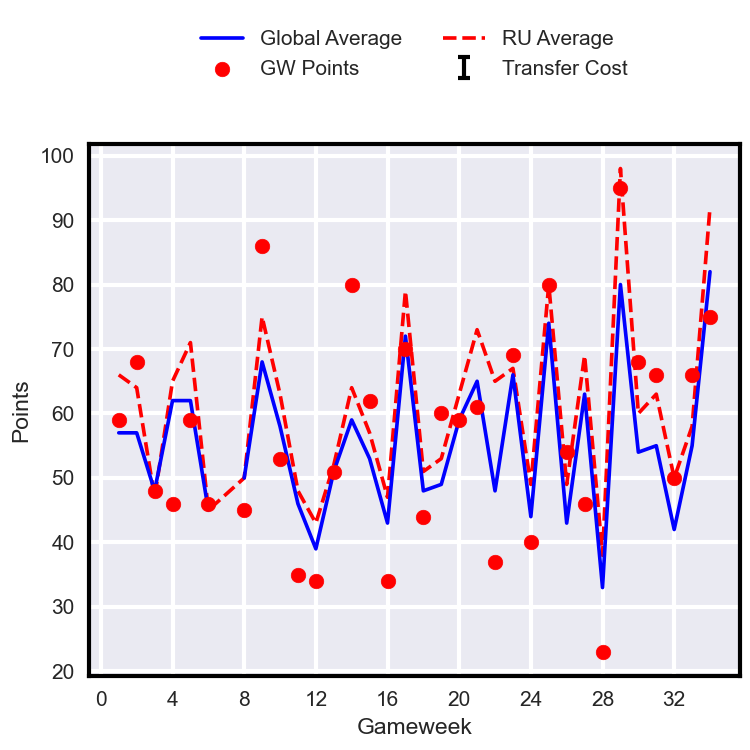 Global Average
RU Average
GW Points
Transfer Cost
100
90
80
70
60
50
40
30
20
Points
0 4 8 12 16 20 24 28 32
Gameweek